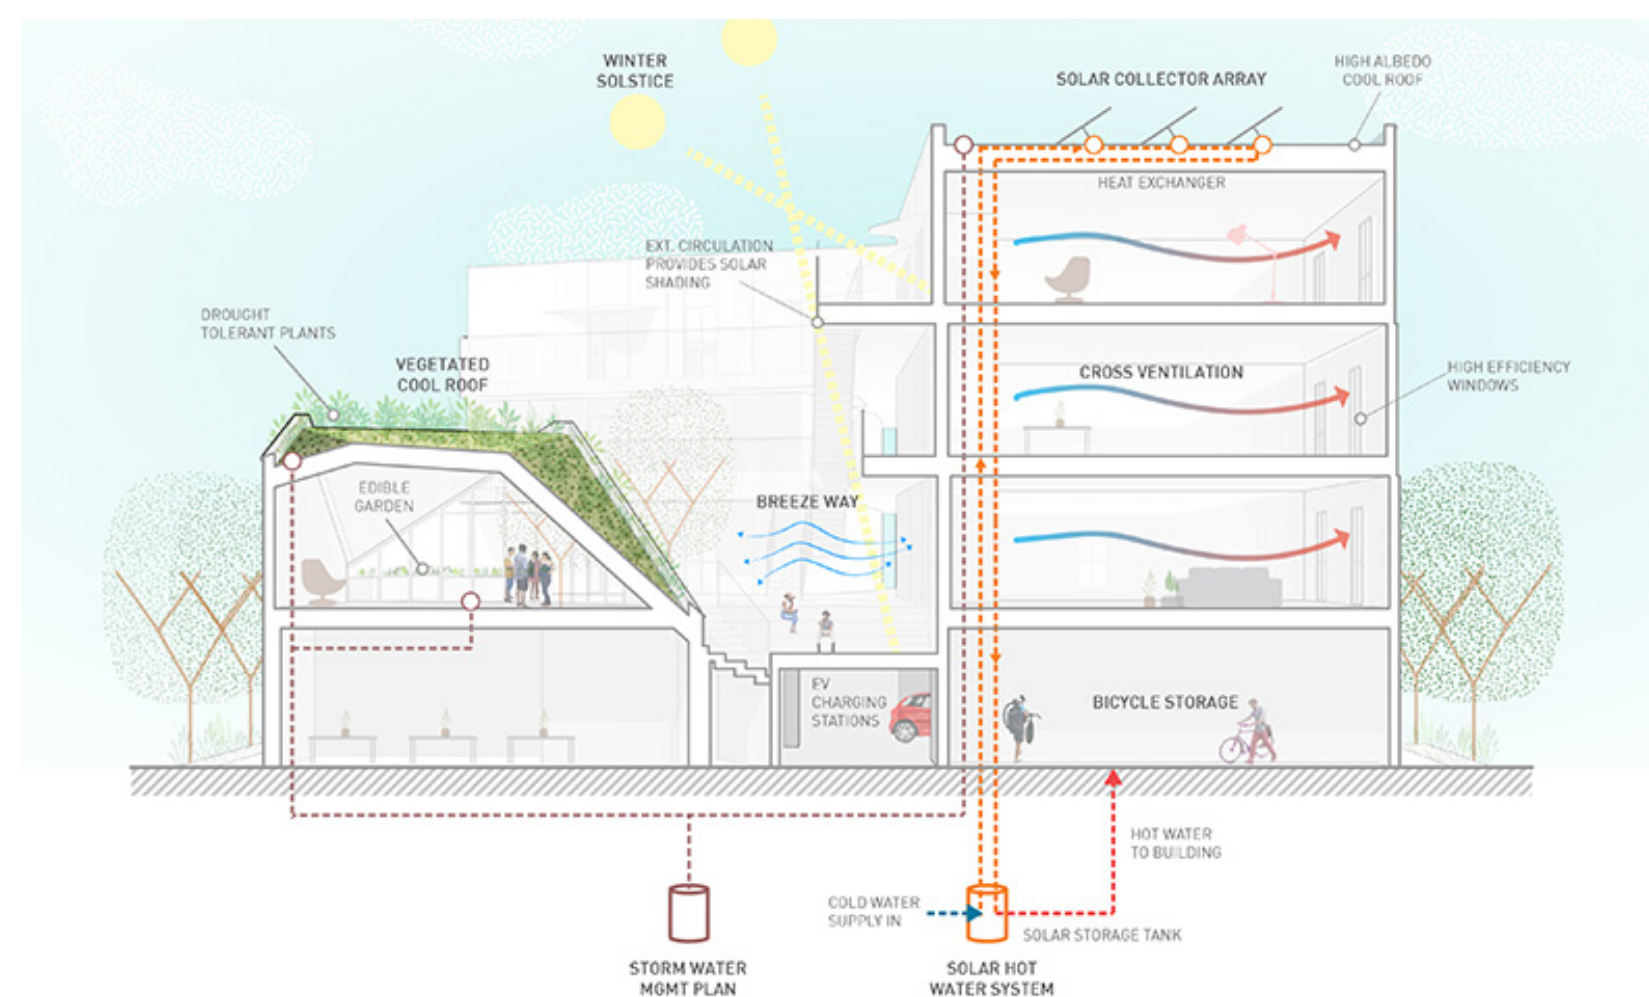 WINTER
SOLSTICE
SOLAR COLLECTOR ARRAY
HIGH ALBEDO
COOL ROOF
HEAT EXCHANGER
EXT. CIRCULATION
PROVIDES SOLAR
SHADING
DROUGHT
TOLERANT PLANTS
VEGETATED
COOL ROOF
CROSS VENTILATION
HIGH EFFICIENCY
WINDOWS
EDIBLE
GARDEN
BREEZE WAY
EV
CHARGING
STATIONS
BICYCLE STORAGE
HOT WATER
TO BUILDING
COLD WATER
SUPPLY IN
SOLAR STORAGE TANK
STORM WATER
MGMT PLAN
SOLAR HOT
WATER SYSTEM